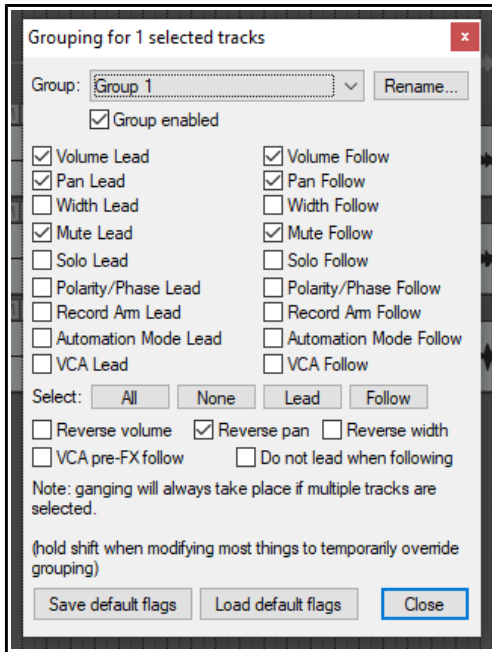 Grouping for 1 selected tracks
x
Group: Group 1 Rename...
Group enabled
Volume Lead Volume Follow
Pan Lead Pan Follow
Width Lead Width Follow
Mute Lead Mute Follow
Solo Lead Solo Follow
Polarity/Phase Lead Polarity/Phase Follow
Record Arm Lead Record Arm Follow
Automation Mode Lead Automation Mode Follow
VCA Lead VCA Follow
Select: All None Lead Follow
Reverse volume Reverse pan Reverse width
VCA pre-FX follow Do not lead when following
Note: ganging will always take place if multiple tracks are
selected.
(hold shift when modifying most things to temporarily override
grouping)
Save default flags Load default flags Close